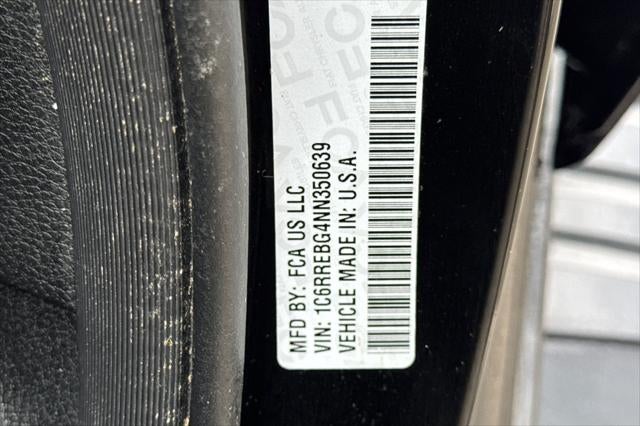 MFD BY: FCA US LLC
VIN: 1C6RREBG4NN350639
VEHICLE MADE IN: U.S.A.